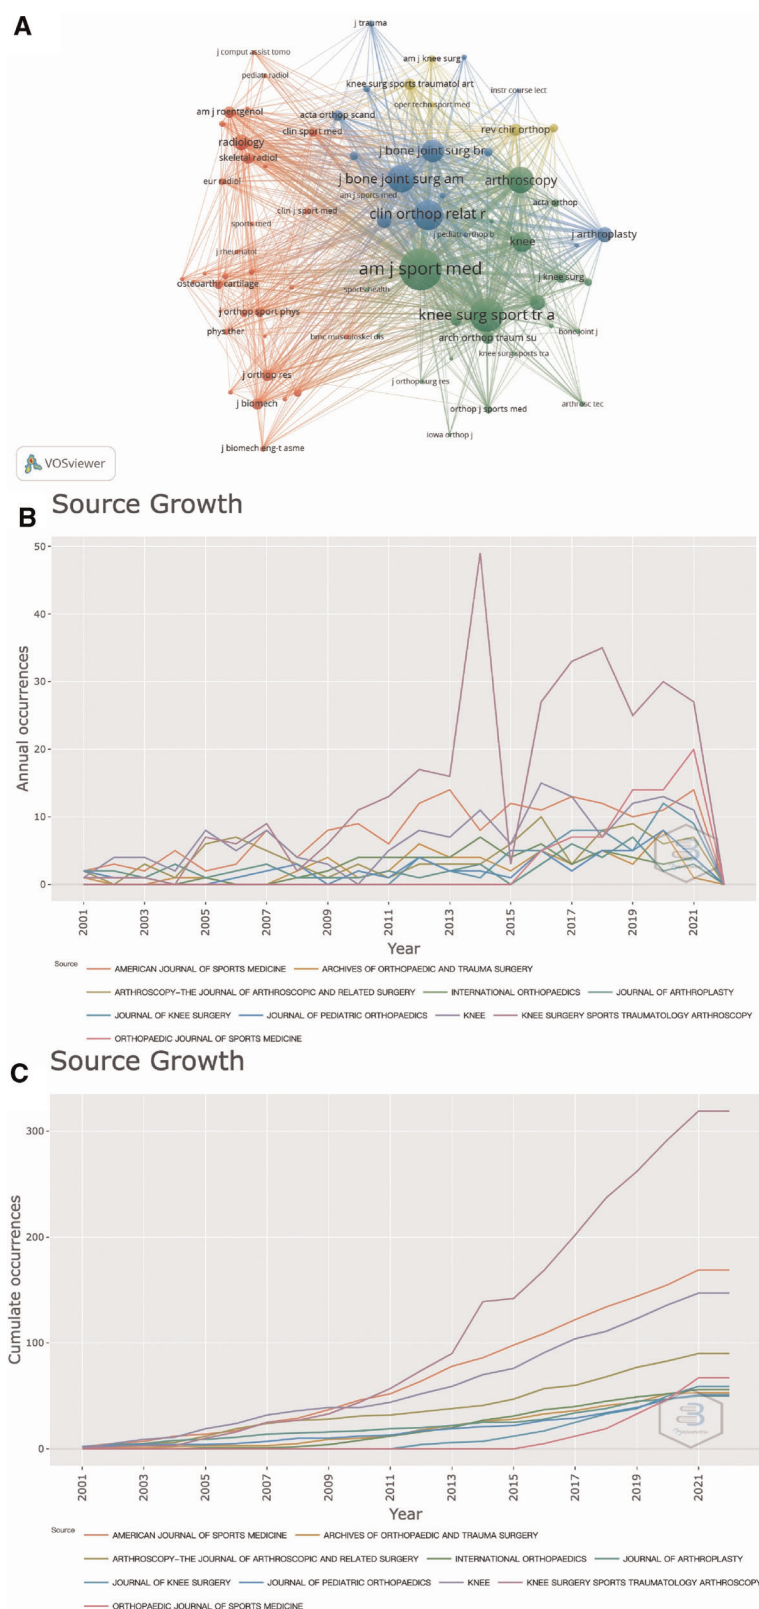 A
j trauma
j comput assist tomo
am j knee surg
pediatr radiol
knee surg sports traumatol art
instr course lect
oper techn sport med
am j roentgenol
acta orthop scand
clin sport med
rev chir orthop
radiology
j bone joint surg br
skeletal radiol
eur radiol
j bone joint surg am
arthroscopy
am j sports med
acta orthop
clin j sport med
clin orthop relat r
sports med
j pediatr orthop b
j arthroplasty
knee
j rheumatol
am j sport med
j knee surg
osteoarthr cartilage
sports health
j orthop sport phys
knee surg sport tr a
phys ther
bmc musculoskel dis
arch orthop traum su
bone joint j
knee surg sports tra
j orthop res
j orthop surg res
j biomech
orthop j sports med
arthrosc tec
iowa orthop j
j biomech eng-t asme
VOSviewer
B
Source Growth
50
40
30
20
10
0
Annual occurrences
2001 2003 2005 2007 2009 2011 2013 2015 2017 2019 2021
Year
Source
AMERICAN JOURNAL OF SPORTS MEDICINE ARCHIVES OF ORTHOPAEDIC AND TRAUMA SURGERY
ARTHROSCOPY-THE JOURNAL OF ARTHROSCOPIC AND RELATED SURGERY INTERNATIONAL ORTHOPAEDICS JOURNAL OF ARTHROPLASTY
JOURNAL OF KNEE SURGERY JOURNAL OF PEDIATRIC ORTHOPAEDICS KNEE KNEE SURGERY SPORTS TRAUMATOLOGY ARTHROSCOPY
ORTHOPAEDIC JOURNAL OF SPORTS MEDICINE
C
Source Growth
300
200
100
0
Cumulate occurrences
2001 2003 2005 2007 2009 2011 2013 2015 2017 2019 2021
Year
Source
AMERICAN JOURNAL OF SPORTS MEDICINE ARCHIVES OF ORTHOPAEDIC AND TRAUMA SURGERY
ARTHROSCOPY-THE JOURNAL OF ARTHROSCOPIC AND RELATED SURGERY INTERNATIONAL ORTHOPAEDICS JOURNAL OF ARTHROPLASTY
JOURNAL OF KNEE SURGERY JOURNAL OF PEDIATRIC ORTHOPAEDICS KNEE KNEE SURGERY SPORTS TRAUMATOLOGY ARTHROSCOPY
ORTHOPAEDIC JOURNAL OF SPORTS MEDICINE